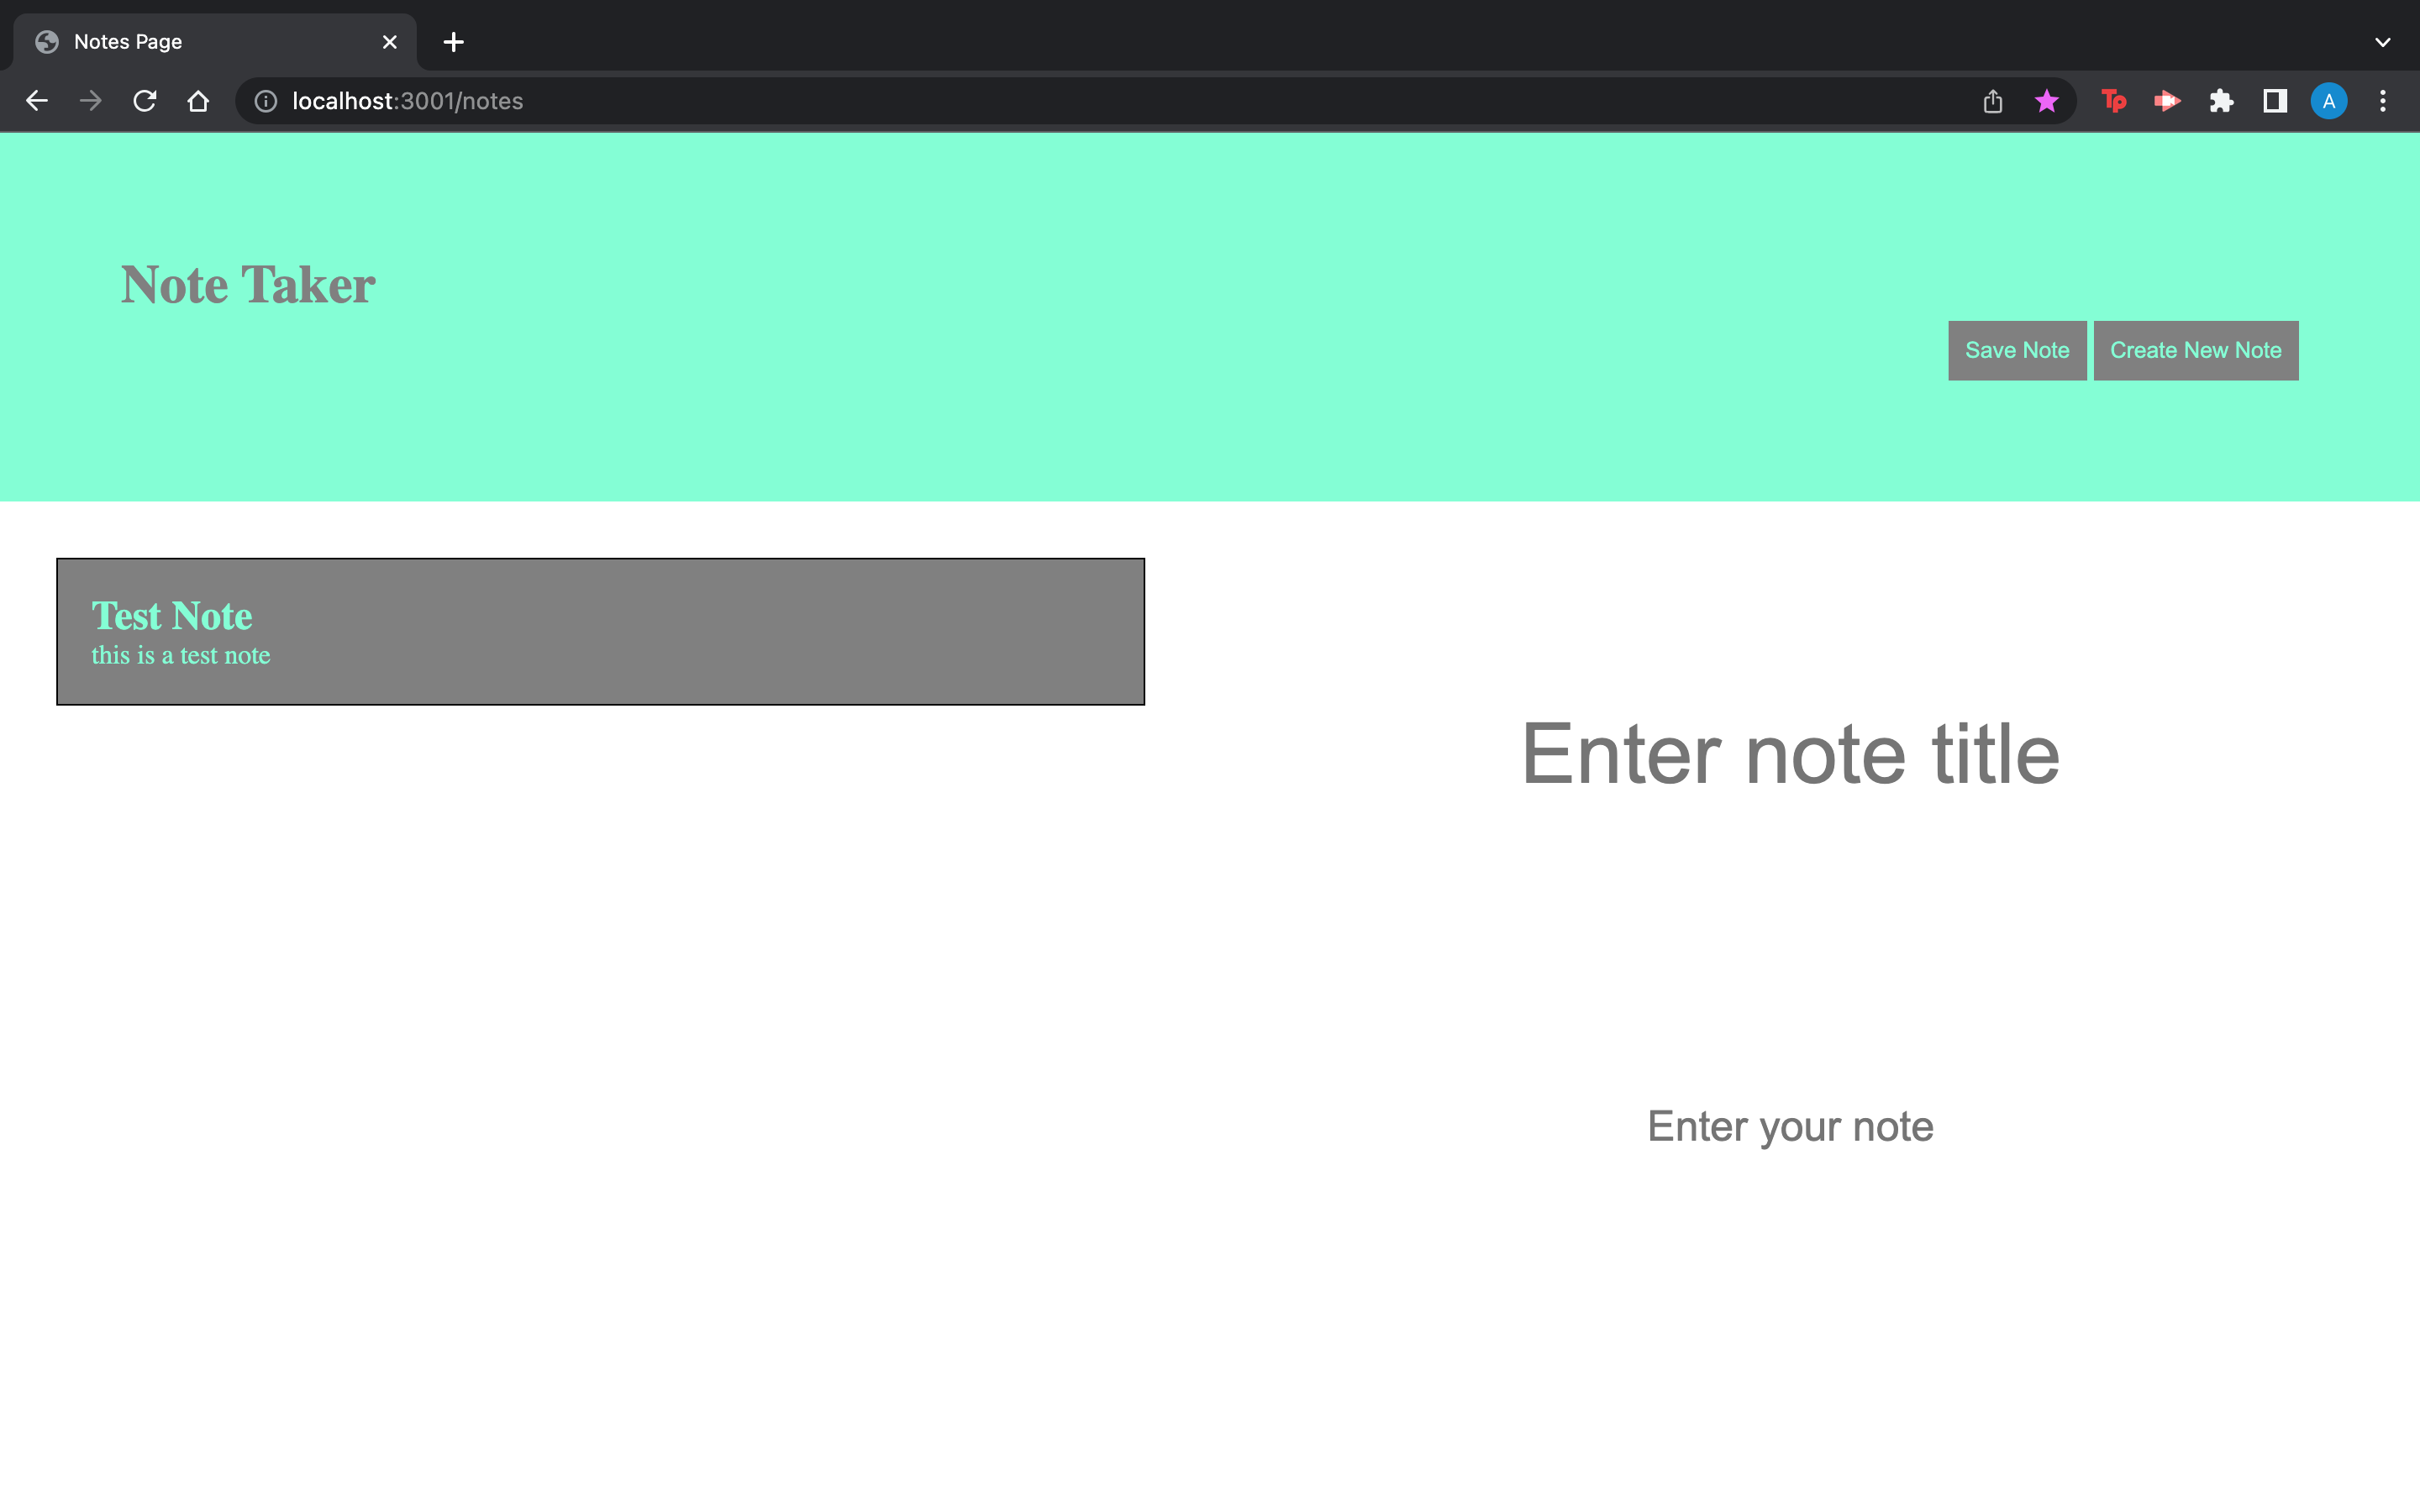 Notes Page
localhost:3001/notes
Tp
A
Note Taker
Save Note Create New Note
Test Note
this is a test note
Enter note title
Enter your note